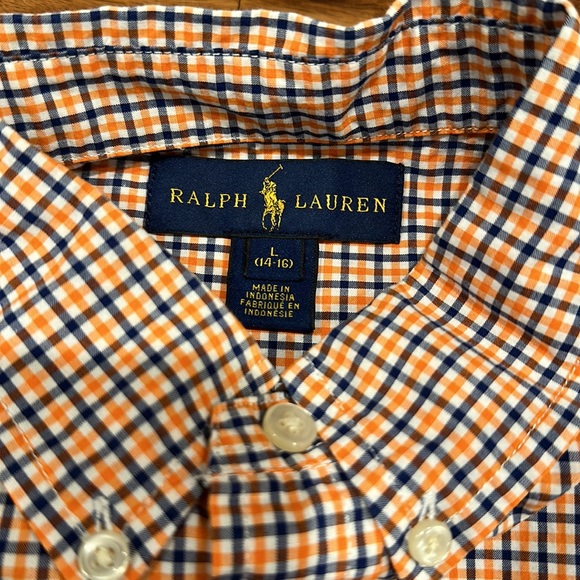 RALPH LAUREN
L
(14-16)
MADE IN
INDONESIA
FABRIQUÉ EN
INDONÉSIE